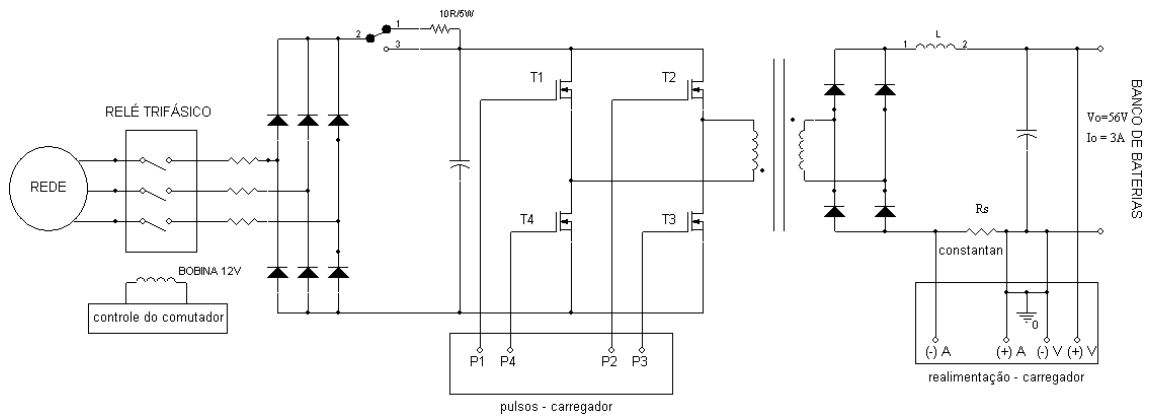 10R/5W
1
2
3
L
1
2
T1
T2
RELÉ TRIFÁSICO
BANCO DE BATERIAS
Vo=56V
Io = 3A
REDE
T4
T3
Rs
constantan
BOBINA 12V
controle do comutador
0
P1
P4
P2
P3
(-) A
(+) A
(-) V
(+) V
realimentação - carregador
pulsos - carregador